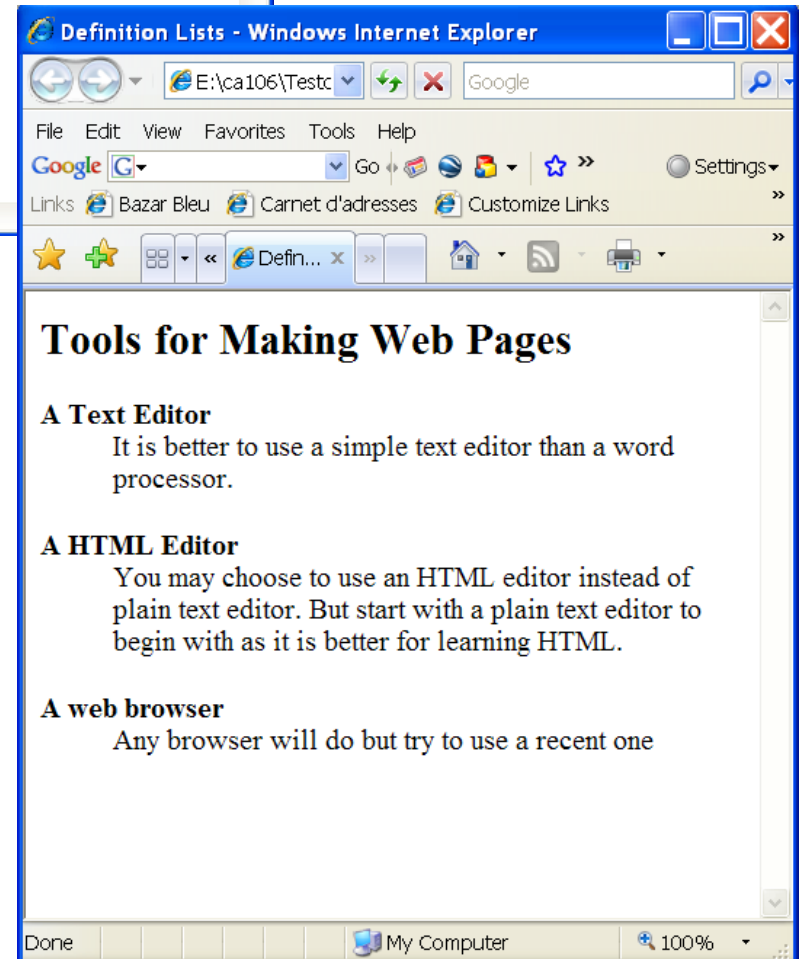 Definition Lists - Windows Internet Explorer
E:\ca106\Testc Google
File Edit View Favorites Tools Help
Google G Go » Settings
Links Bazar Bleu Carnet d'adresses Customize Links »
« Defin... x » »
Tools for Making Web Pages
A Text Editor
It is better to use a simple text editor than a word
processor.
A HTML Editor
You may choose to use an HTML editor instead of
plain text editor. But start with a plain text editor to
begin with as it is better for learning HTML.
A web browser
Any browser will do but try to use a recent one
Done My Computer 100%